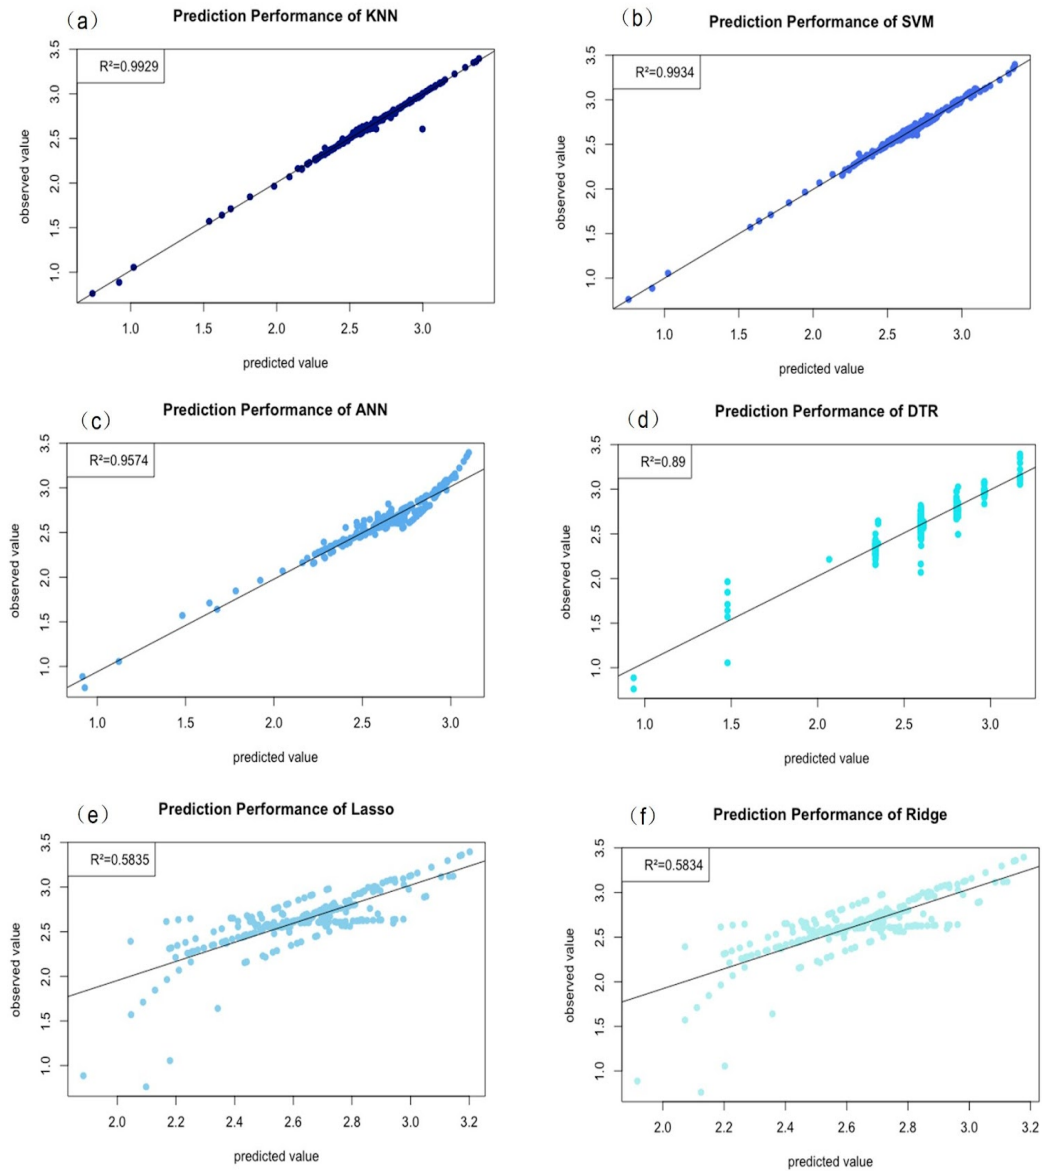 （a）
Prediction Performance of KNN
R²=0.9929
observed value
1.0 1.5 2.0 2.5 3.0 3.5
1.0 1.5 2.0 2.5 3.0
predicted value
（b）
Prediction Performance of SVM
R²=0.9934
observed value
1.0 1.5 2.0 2.5 3.0 3.5
1.0 1.5 2.0 2.5 3.0
predicted value
（c）
Prediction Performance of ANN
R²=0.9574
observed value
1.0 1.5 2.0 2.5 3.0 3.5
1.0 1.5 2.0 2.5 3.0
predicted value
（d）
Prediction Performance of DTR
R²=0.89
observed value
1.0 1.5 2.0 2.5 3.0 3.5
1.0 1.5 2.0 2.5 3.0
predicted value
（e）
Prediction Performance of Lasso
R²=0.5835
observed value
1.0 1.5 2.0 2.5 3.0 3.5
2.0 2.2 2.4 2.6 2.8 3.0 3.2
predicted value
（f）
Prediction Performance of Ridge
R²=0.5834
observed value
1.0 1.5 2.0 2.5 3.0 3.5
2.0 2.2 2.4 2.6 2.8 3.0 3.2
predicted value